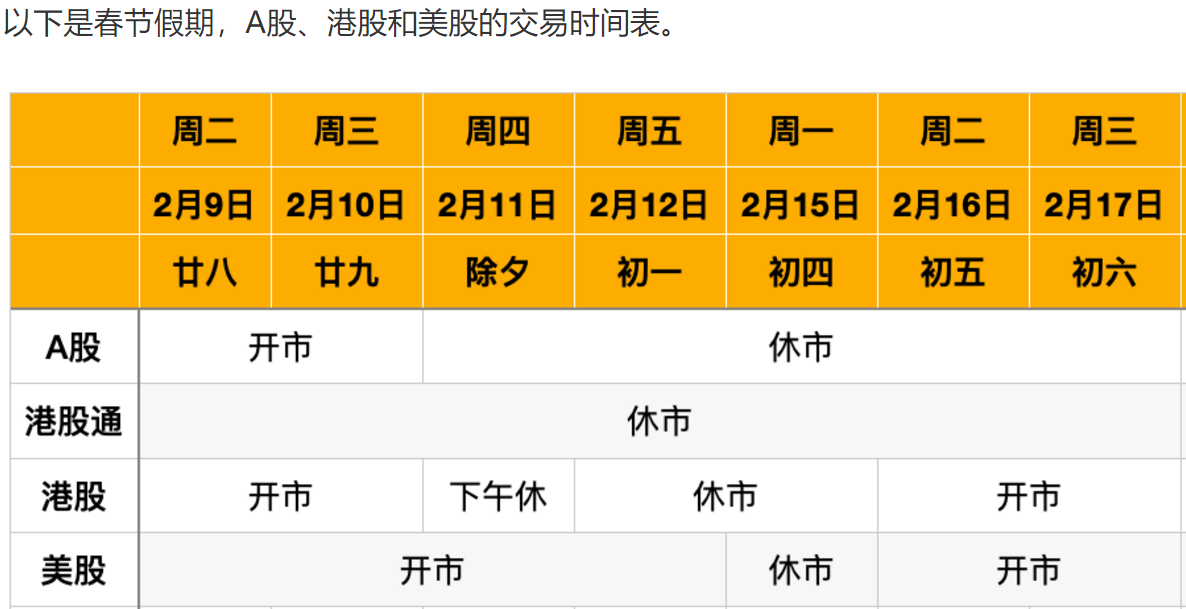 以下是春节假期，A股、港股和美股的交易时间表。
周二 周三 周四 周五 周一 周二 周三
2月9日 2月10日 2月11日 2月12日 2月15日 2月16日 2月17日
廿八 廿九 除夕 初一 初四 初五 初六
A股 开市 休市
港股通 休市
港股 开市 下午休 休市 开市
美股 开市 休市 开市